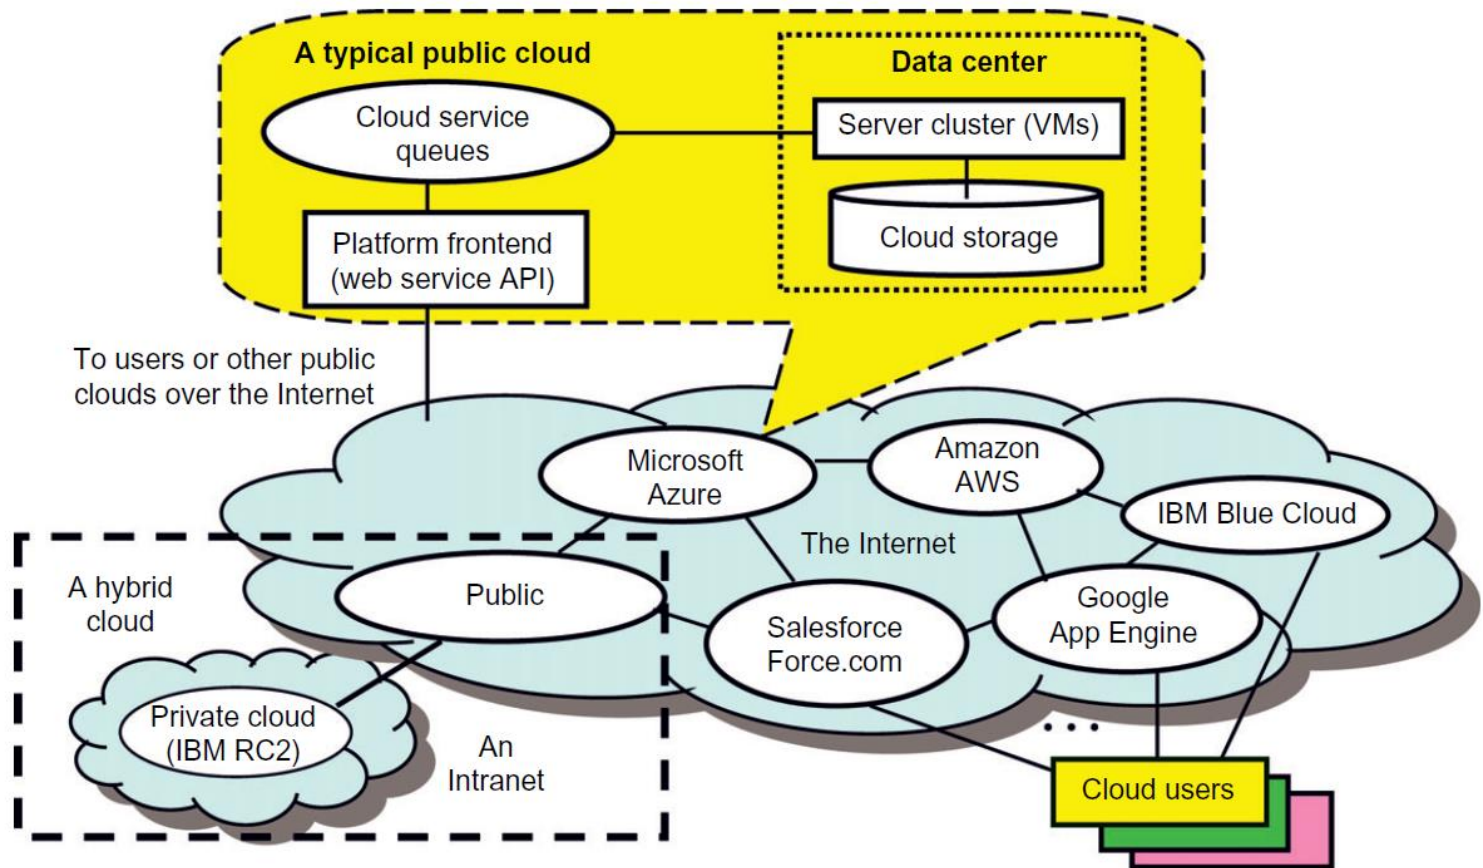 A typical public cloud
Data center
Cloud service
queues
Server cluster (VMs)
Platform frontend
(web service API)
Cloud storage
To users or other public
clouds over the Internet
Microsoft
Azure
Amazon
AWS
IBM Blue Cloud
The Internet
A hybrid
cloud
Public
Salesforce
Force.com
Google
App Engine
Private cloud
(IBM RC2)
An
Intranet
...
Cloud users